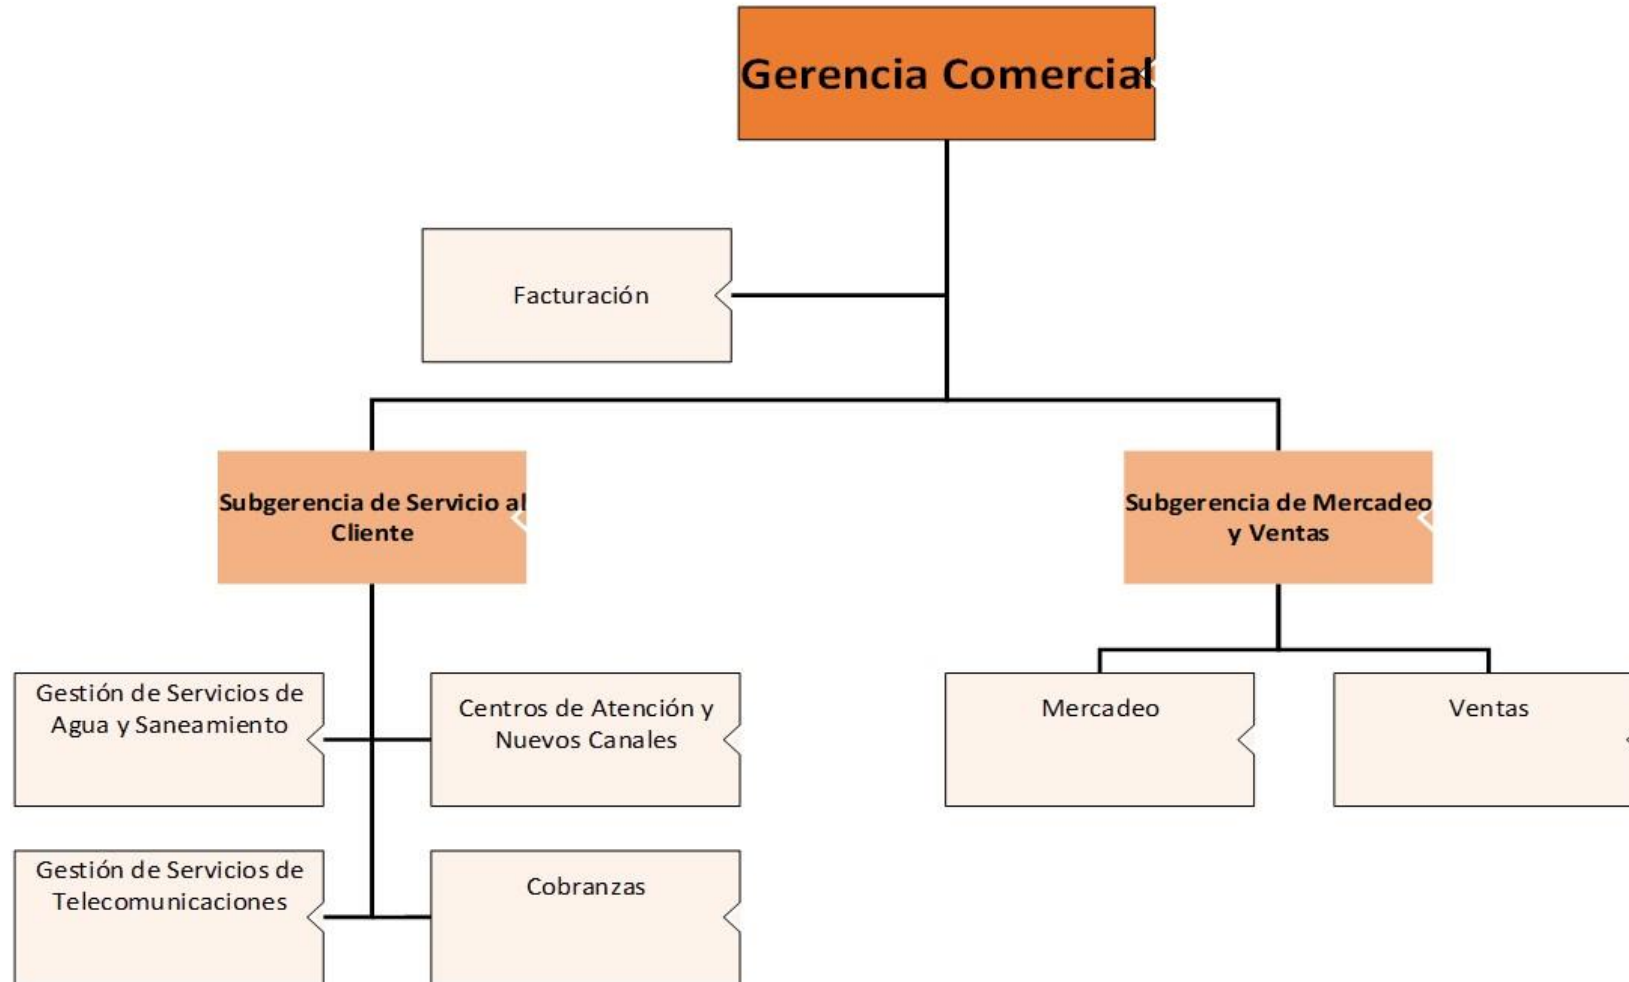 Gerencia Comercial
Facturación
Subgerencia de Servicio al
Cliente
Subgerencia de Mercadeo
y Ventas
Gestión de Servicios de
Agua y Saneamiento
Centros de Atención y
Nuevos Canales
Mercadeo
Ventas
Gestión de Servicios de
Telecomunicaciones
Cobranzas